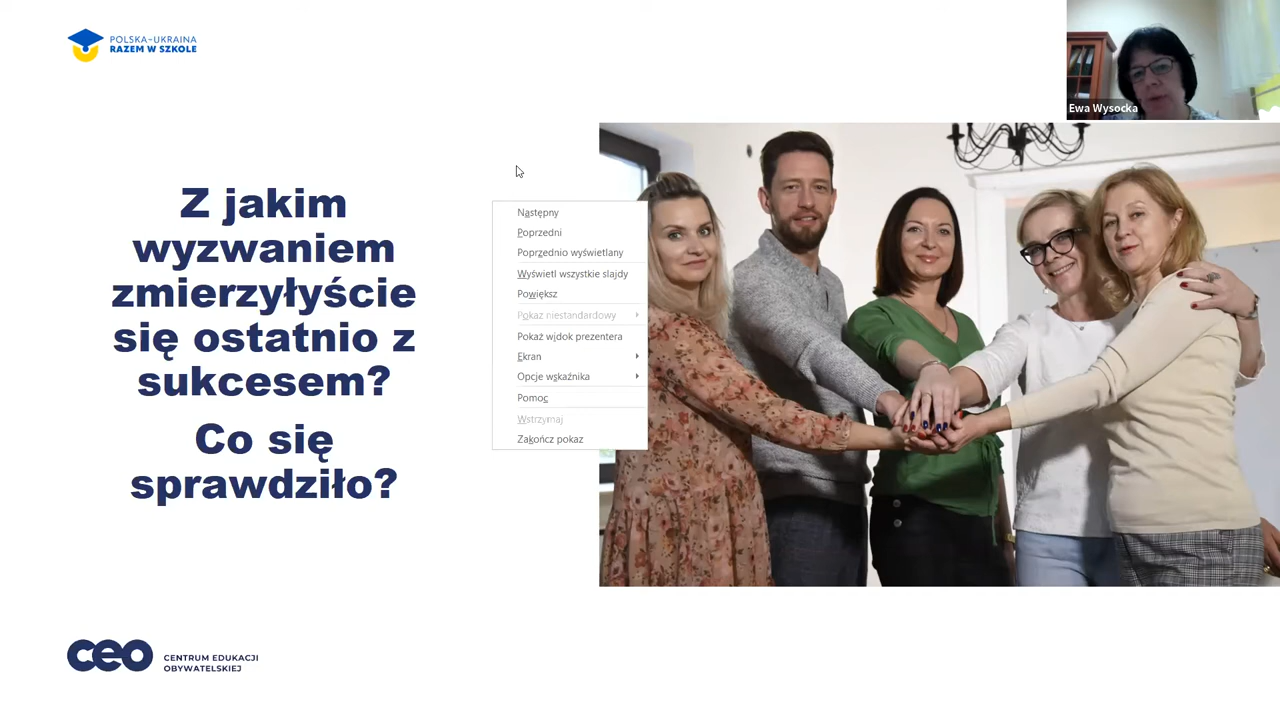 POLSKA-UKRAINA
RAZEM W SZKOLE
Ewa Wysocka
Z jakim
wyzwaniem
zmierzyłyście
się ostatnio z
sukcesem?
Co się
sprawdziło?
Następny
Poprzedni
Poprzednio wyświetlany
Wyświetl wszystkie slajdy
Powiększ
Pokaz niestandardowy
Pokaż widok prezentera
Ekran
Opcje wskaźnika
Pomoc
Wstrzymaj
Zakończ pokaz
ceo
CENTRUM EDUKACJI
OBYWATELSKIEJ